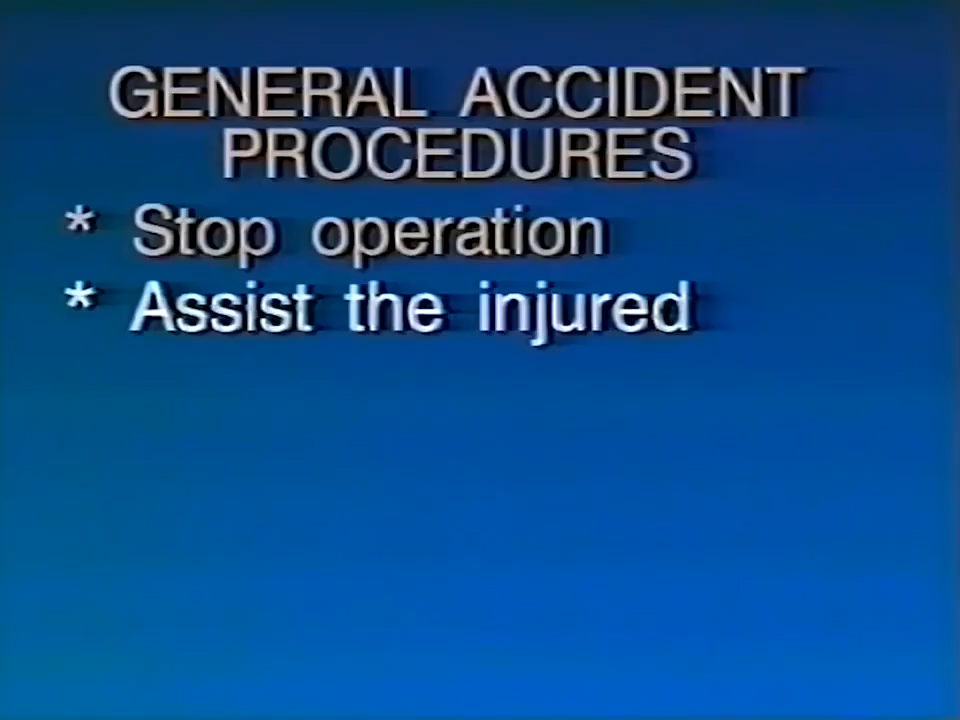 GENERAL ACCIDENT
PROCEDURES
* Stop operation
* Assist the injured